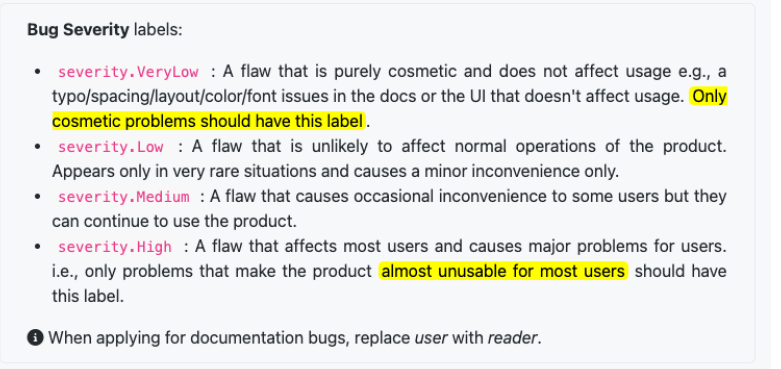 Bug Severity labels:
• severity.VeryLow : A flaw that is purely cosmetic and does not affect usage e.g., a
typo/spacing/layout/color/font issues in the docs or the UI that doesn't affect usage. Only
cosmetic problems should have this label.
• severity.Low : A flaw that is unlikely to affect normal operations of the product.
Appears only in very rare situations and causes a minor inconvenience only.
• severity.Medium : A flaw that causes occasional inconvenience to some users but they
can continue to use the product.
• severity.High : A flaw that affects most users and causes major problems for users.
i.e., only problems that make the product almost unusable for most users should have
this label.
When applying for documentation bugs, replace user with reader.